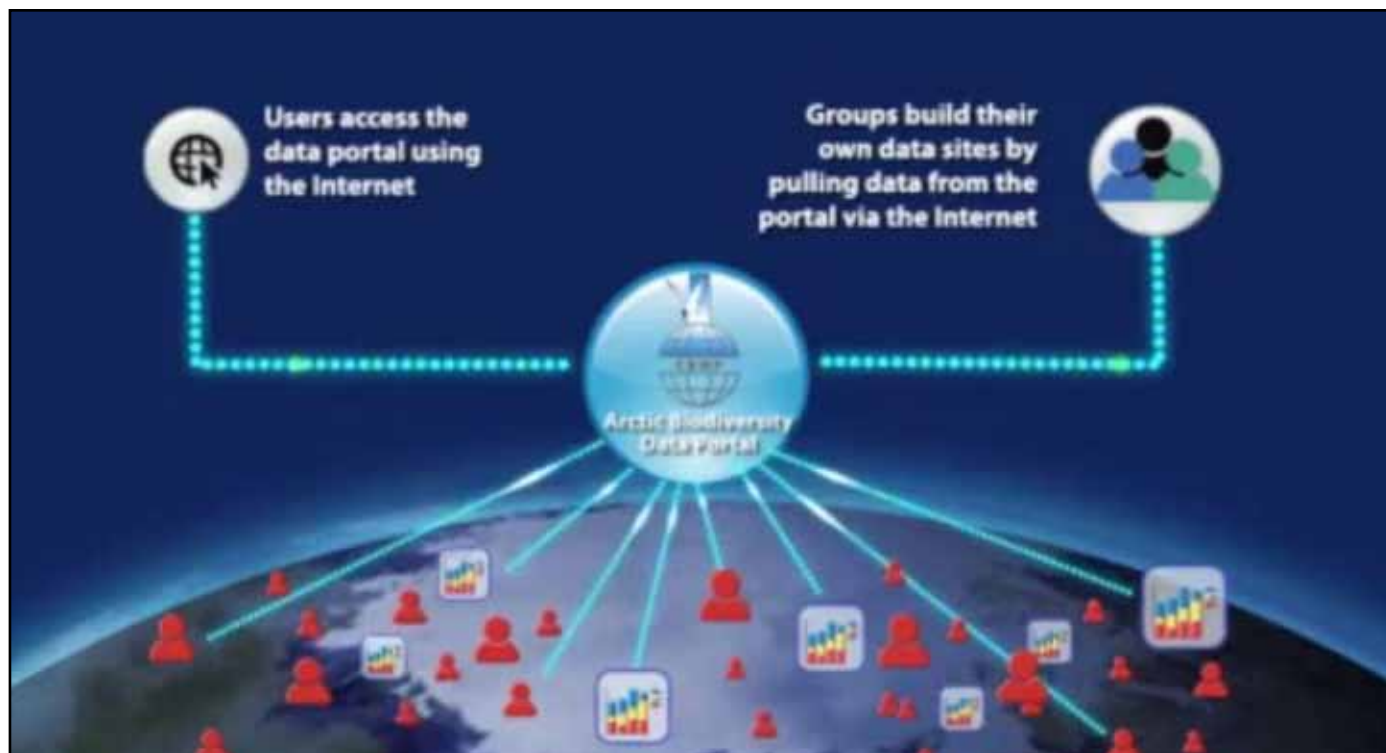 Users access the
data portal using
the Internet
Groups build their
own data sites by
pulling data from the
portal via the Internet
Arctic Biodiversity
Data Portal